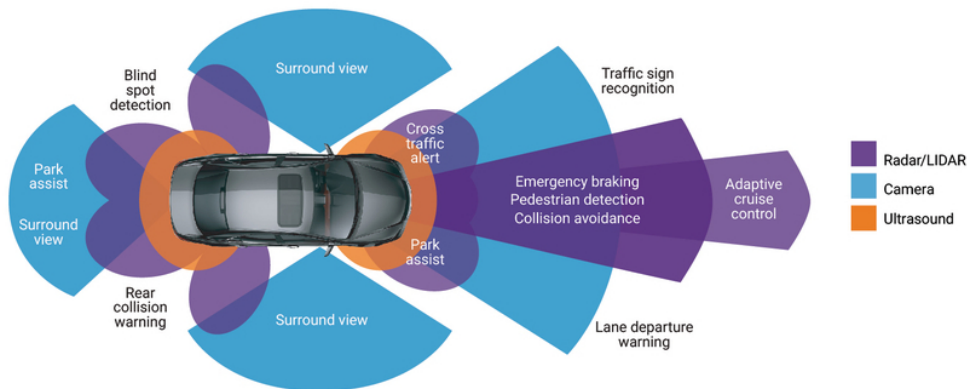 Surround view
Blind
spot
detection
Traffic sign
recognition
Cross
traffic
alert
Park
assist
Surround
view
Emergency braking
Pedestrian detection
Collision avoidance
Adaptive
cruise
control
Radar/LIDAR
Camera
Ultrasound
Park
assist
Rear
collision
warning
Surround view
Lane departure
warning